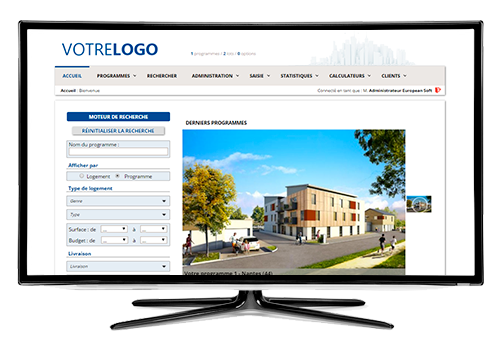 VOTRELOGO
1 programmes / 2 lots / 0 options
ACCUEIL PROGRAMMES RECHERCHER ADMINISTRATION SAISIE STATISTIQUES CALCULATEURS CLIENTS
Accueil : Bienvenue
Connecté en tant que : M. Administrateur European Soft
MOTEUR DE RECHERCHE
RÉINITIALISER LA RECHERCHE
Nom du programme :
Afficher par
Logement Programme
Type de logement
Genre
Type
Surface : de ... à ...
Budget : de ... à ...
Livraison
Livraison
DERNIERS PROGRAMMES
Votre programme 1 - Nantes (44)